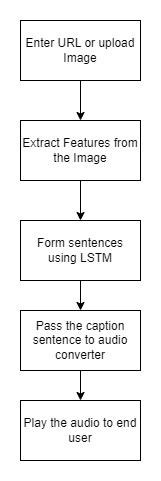 Enter URL or upload
Image
Extract Features from
the Image
Form sentences
using LSTM
Pass the caption
sentence to audio
converter
Play the audio to end
user